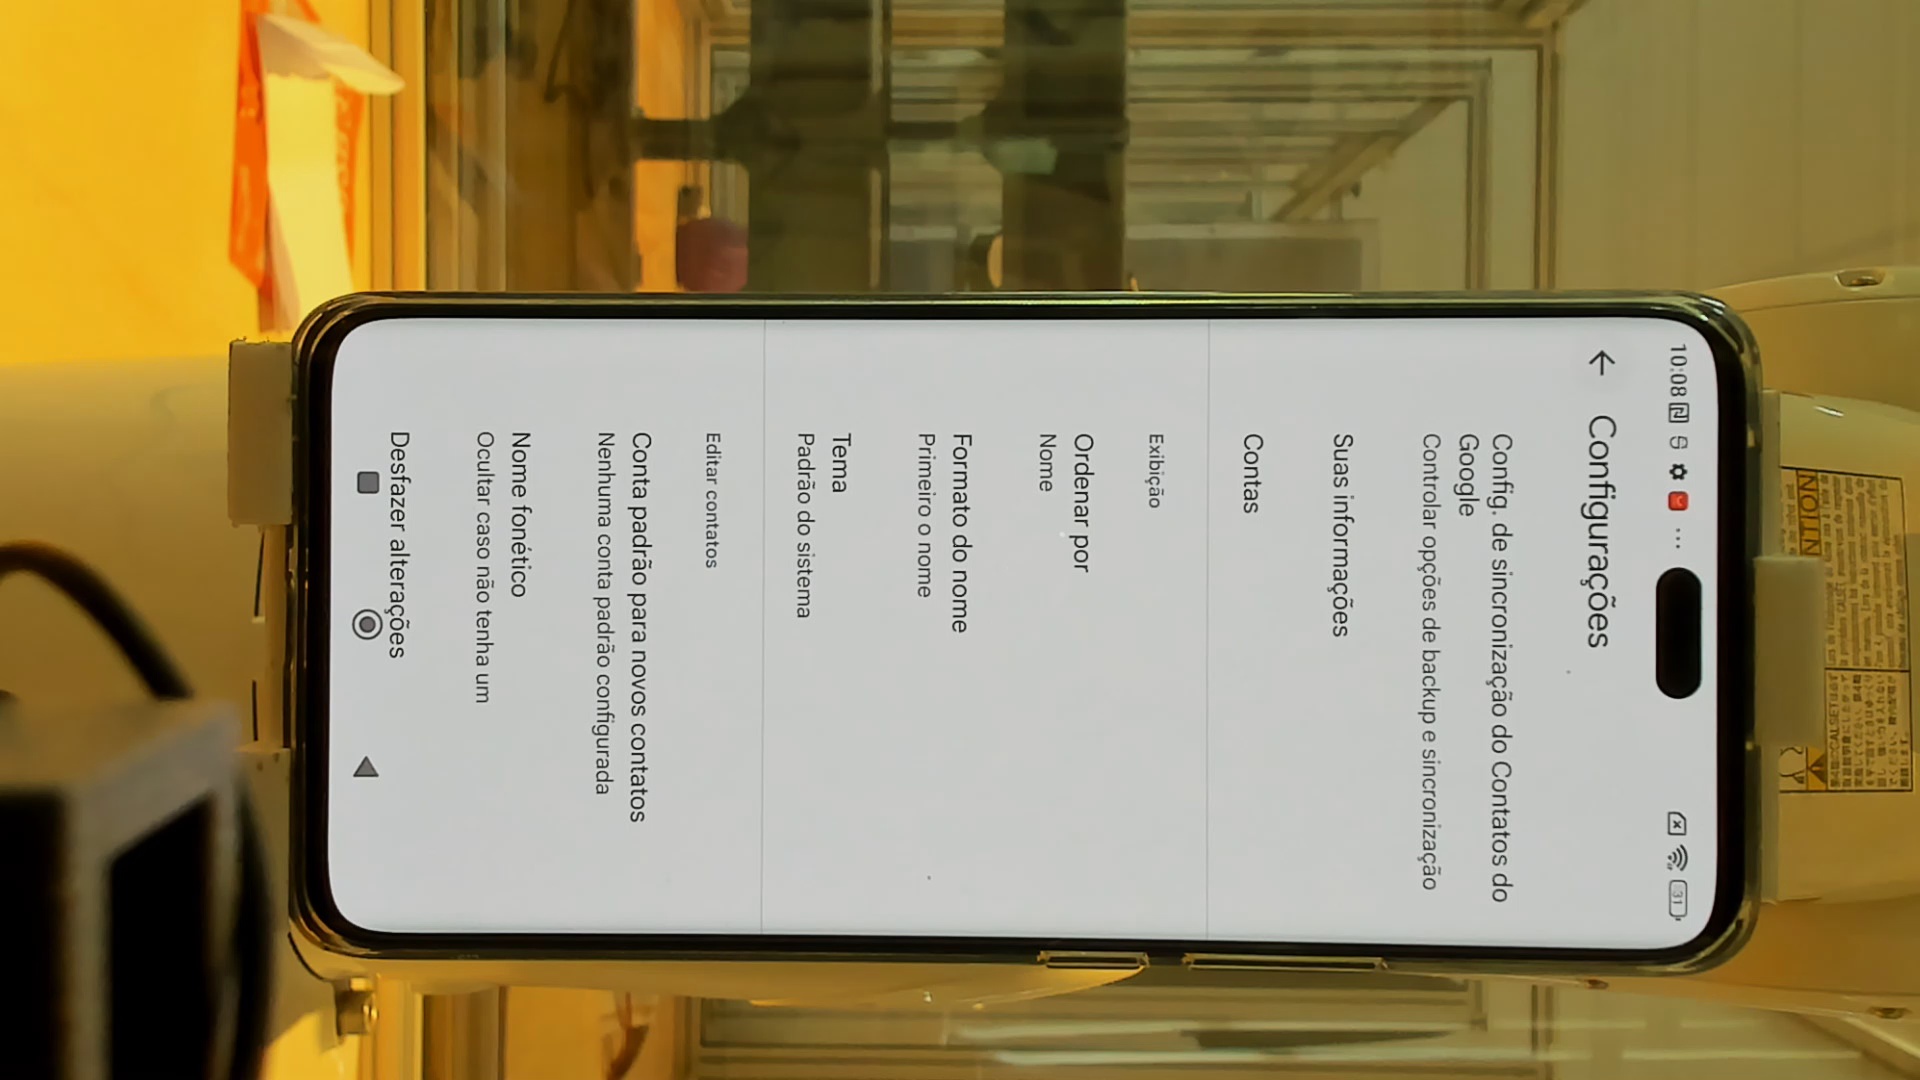 10:08
31
Configurações
Config. de sincronização do Contatos do
Google
Controlar opções de backup e sincronização
Suas informações
Contas
Exibição
Ordenar por
Nome
Formato do nome
Primeiro o nome
Tema
Padrão do sistema
Editar contatos
Conta padrão para novos contatos
Nenhuma conta padrão configurada
Nome fonético
Ocultar caso não tenha um
Desfazer alterações